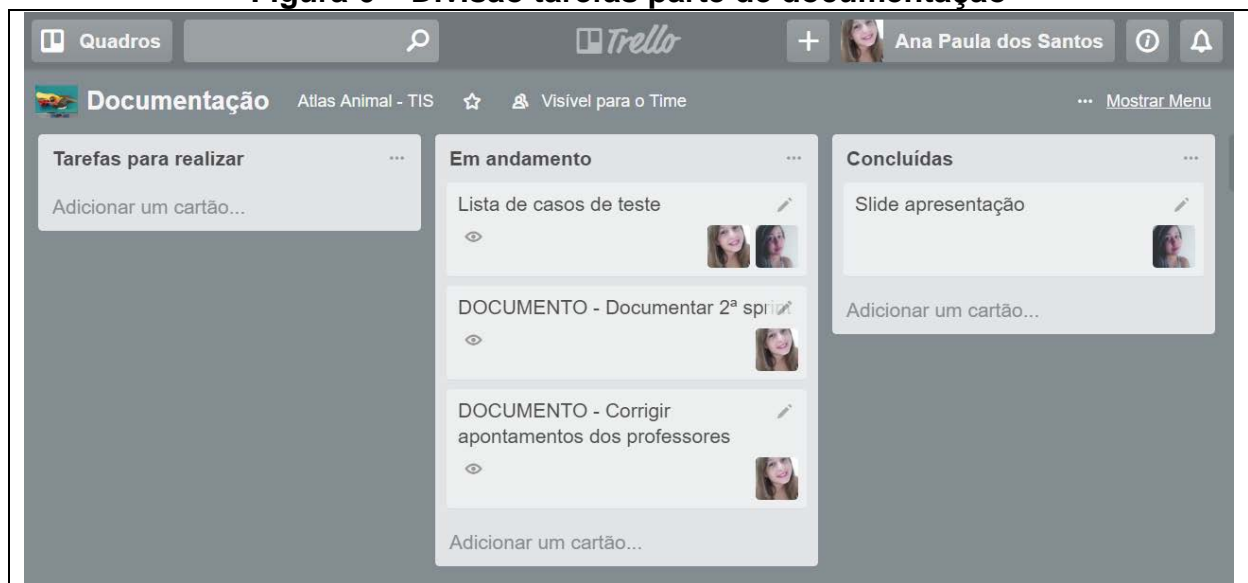 Quadros
Trello
Ana Paula dos Santos
Documentação
Atlas Animal - TIS
Visível para o Time
Mostrar Menu
Tarefas para realizar
Adicionar um cartão...
Em andamento
Lista de casos de teste
DOCUMENTO - Documentar 2ª sprint
DOCUMENTO - Corrigir
apontamentos dos professores
Adicionar um cartão...
Concluídas
Slide apresentação
Adicionar um cartão...